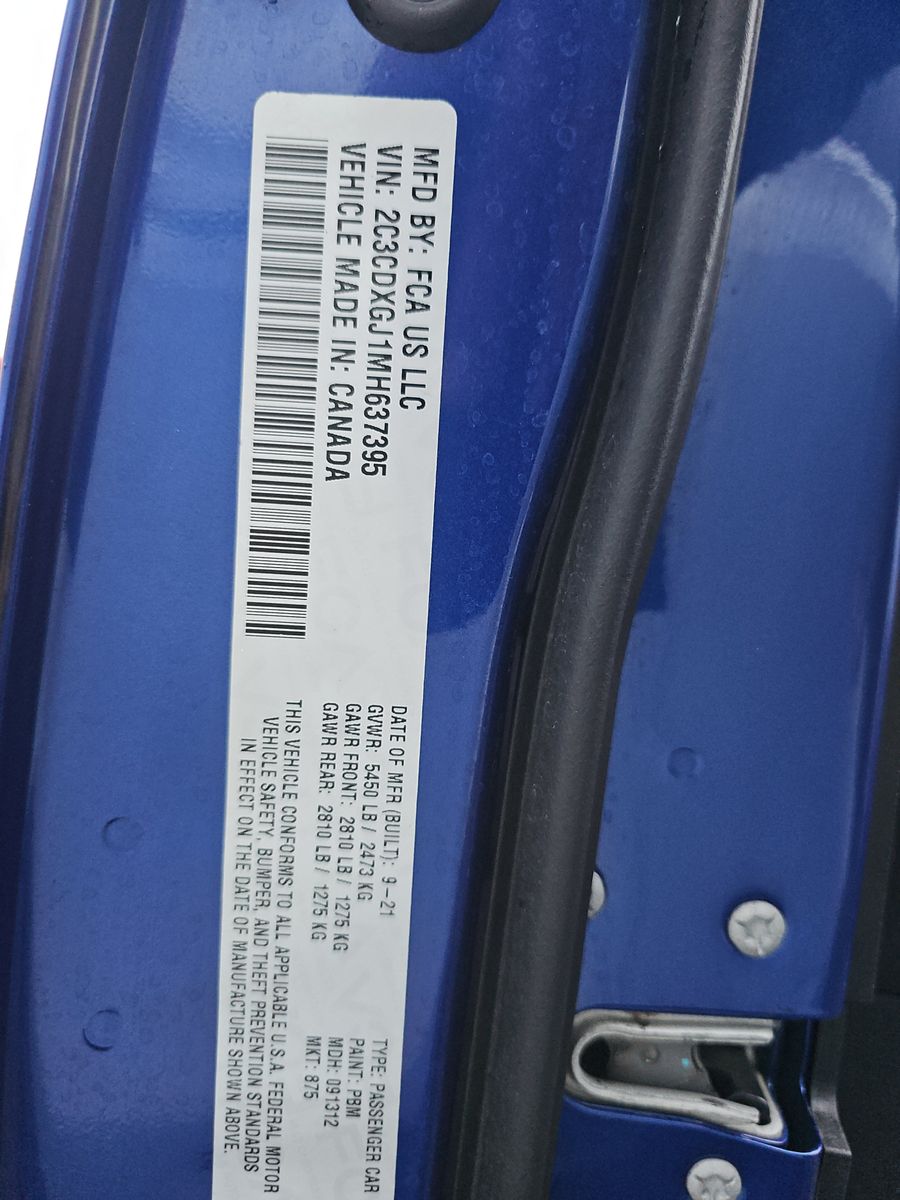 MFD BY: FCA US LLC
VIN: 2C3CDXGJ1MH637395
VEHICLE MADE IN: CANADA
DATE OF MFR (BUILT): 9-21
GVWR: 5450 LB / 2473 KG
GAWR FRONT: 2810 LB / 1275 KG
GAWR REAR: 2810 LB / 1275 KG
TYPE: PASSENGER CAR
PAINT: PBM
MDH: 091312
MKT: 875
THIS VEHICLE CONFORMS TO ALL APPLICABLE U.S.A. FEDERAL MOTOR
VEHICLE SAFETY, BUMPER, AND THEFT PREVENTION STANDARDS
IN EFFECT ON THE DATE OF MANUFACTURE SHOWN ABOVE.